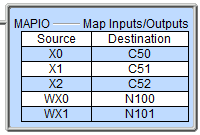 MAPIO Map Inputs/Outputs
Source Destination
X0 C50
X1 C51
X2 C52
WX0 N100
WX1 N101